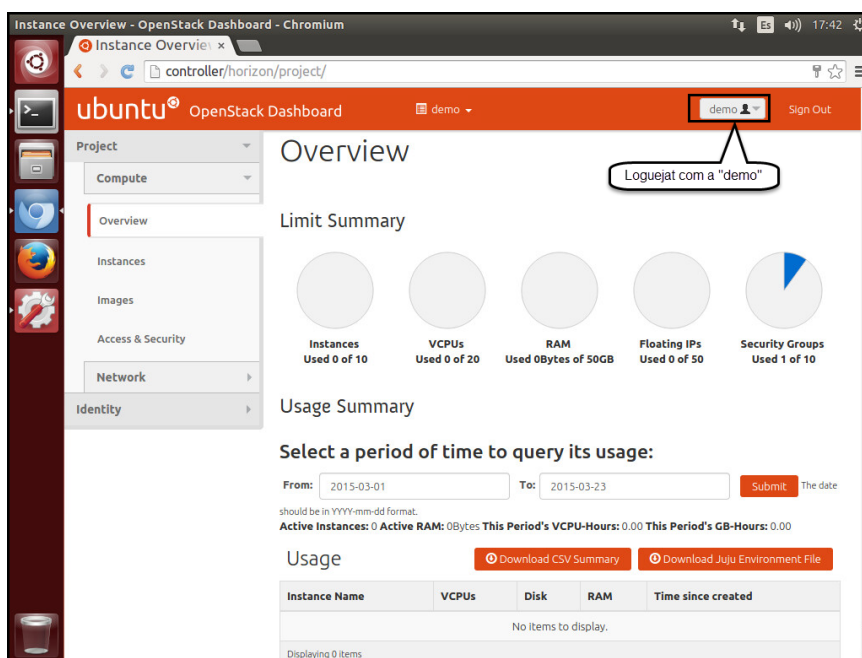 Instance Overview - OpenStack Dashboard - Chromium
Es
17:42
Instance Overvie
controller/horizon/project/
ubuntu OpenStack Dashboard
demo
demo
Sign Out
Loguejat com a "demo"
Project
Compute
Overview
Instances
Images
Access & Security
Network
Identity
Overview
Limit Summary
Instances
Used 0 of 10
VCPUs
Used 0 of 20
RAM
Used 0Bytes of 50GB
Floating IPs
Used 0 of 50
Security Groups
Used 1 of 10
Usage Summary
Select a period of time to query its usage:
From: 2015-03-01 To: 2015-03-23 Submit The date
should be in YYYY-mm-dd format.
Active Instances: 0 Active RAM: 0Bytes This Period's VCPU-Hours: 0.00 This Period's GB-Hours: 0.00
Usage
Download CSV Summary
Download Juju Environment File
Instance Name VCPUs Disk RAM Time since created
No items to display.
Displaying 0 items